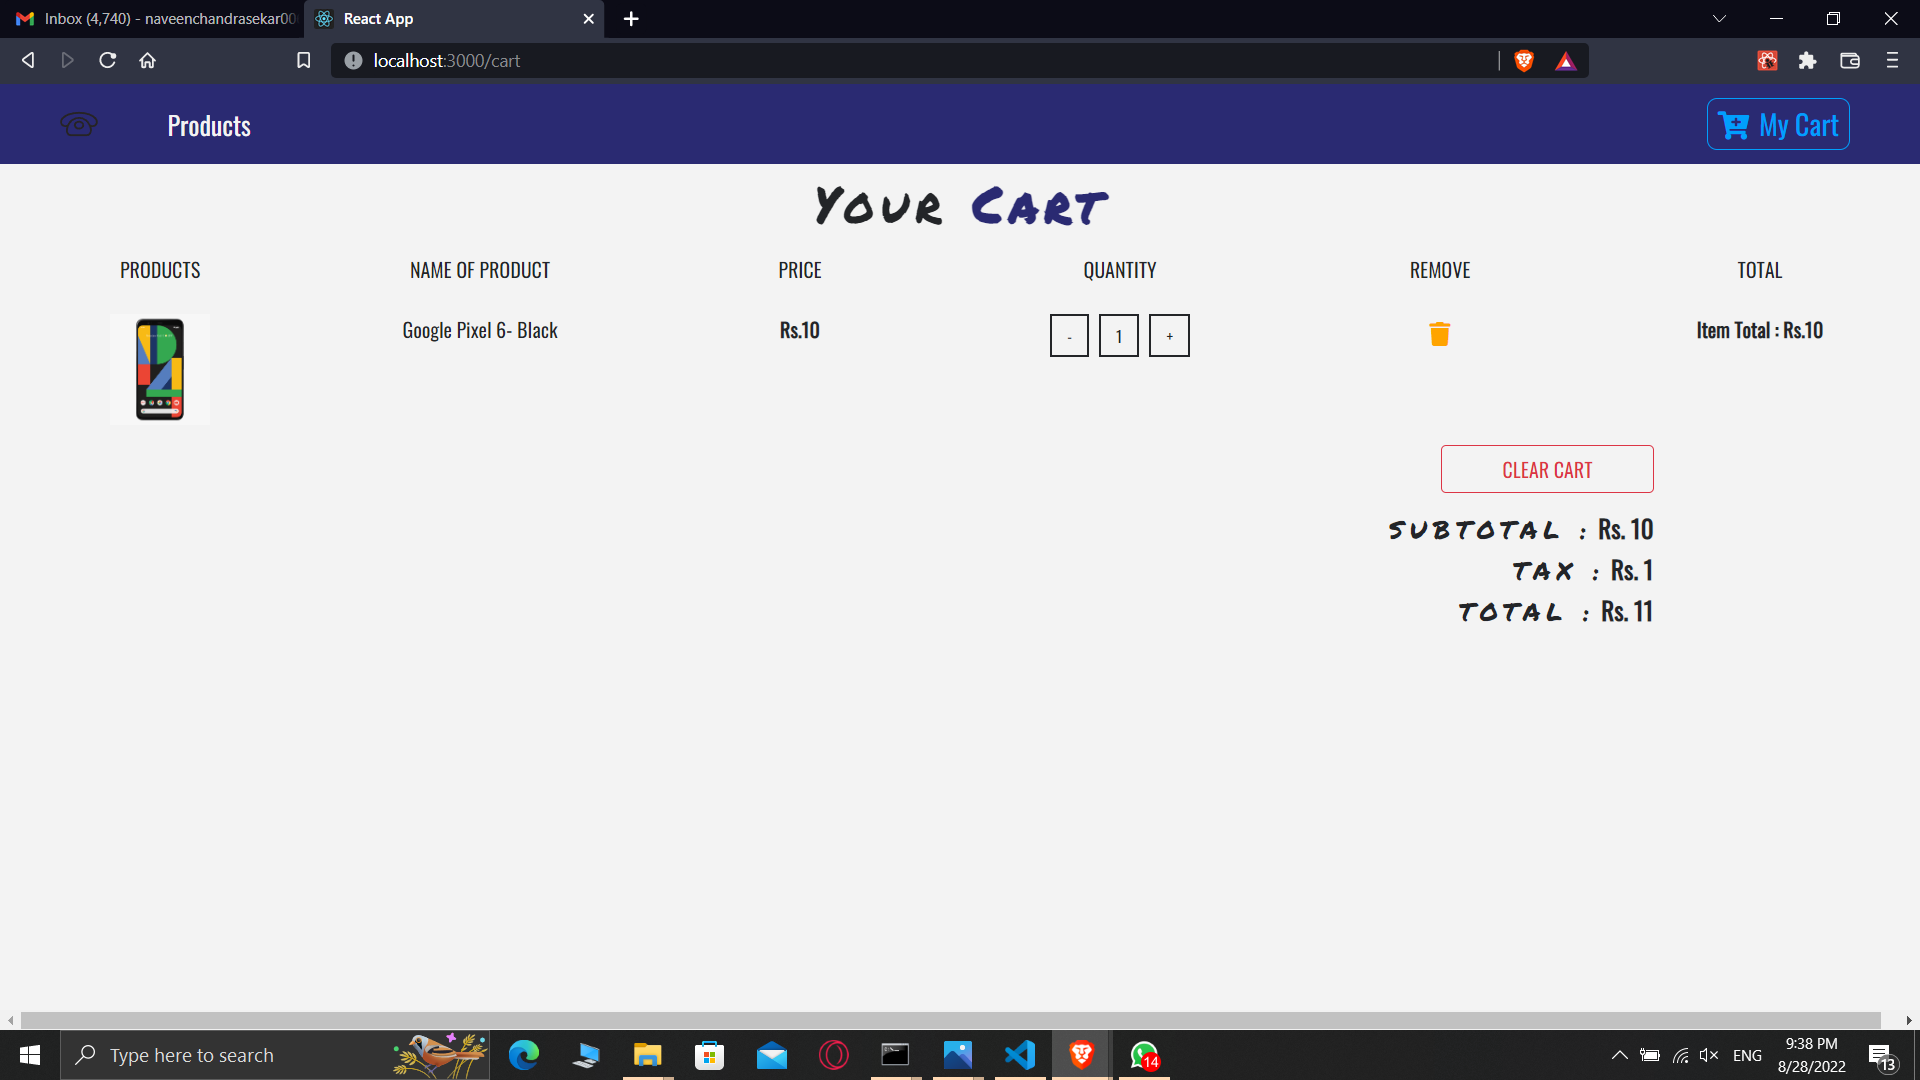 Inbox (4,740) - naveenchandrasekar00
React App
localhost:3000/cart
Products
My Cart
Your Cart
PRODUCTS NAME OF PRODUCT PRICE QUANTITY REMOVE TOTAL
Google Pixel 6- Black Rs.10 - 1 + Item Total : Rs.10
CLEAR CART
SUBTOTAL : Rs. 10
TAX : Rs. 1
TOTAL : Rs. 11
Type here to search
14
ENG
9:38 PM
8/28/2022
13